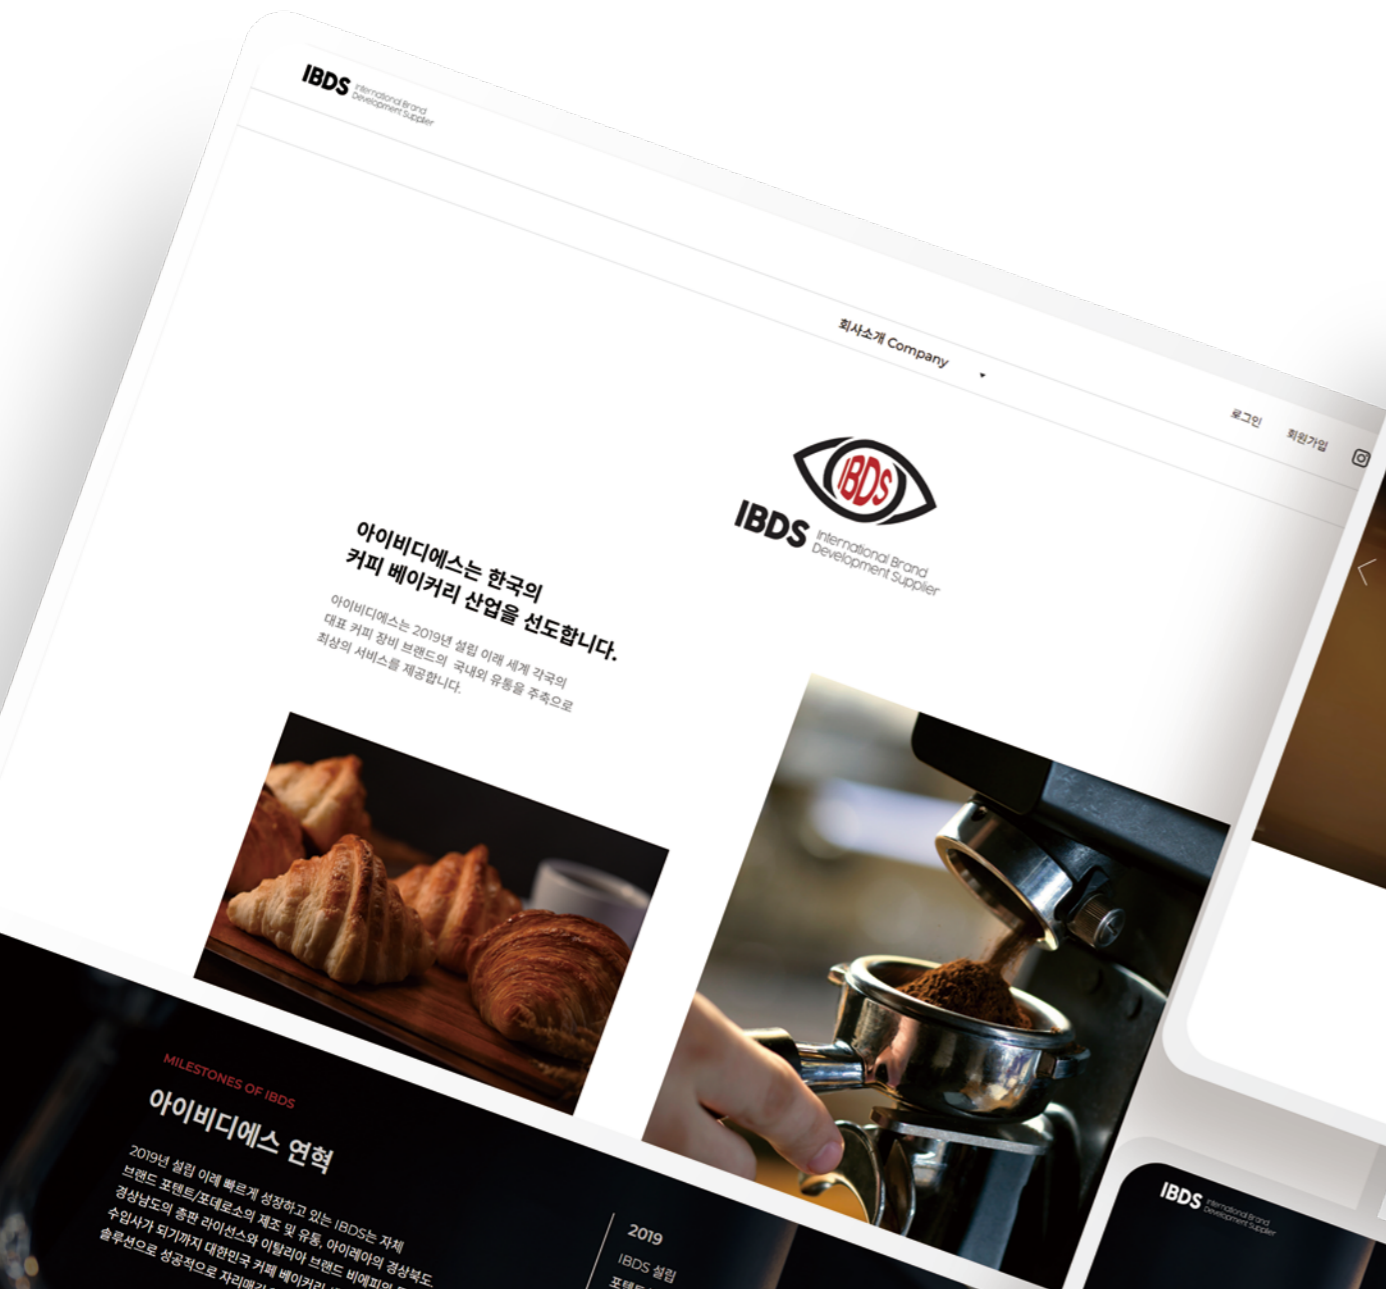 IBDS
International Brand
Development Supplier
회사소개 Company
로그인
회원가입
IBDS
IBDS
International Brand
Development Supplier
아이비디에스는 한국의
커피 베이커리 산업을 선도합니다.
아이비디에스는 2019년 설립 이래 세계 각국의
대표 커피 장비 브랜드의 국내외 유통을 주축으로
최상의 서비스를 제공합니다.
MILESTONES OF IBDS
아이비디에스 연혁
2019년 설립 이례 빠르게 성장하고 있는 IBDS는 자체
브랜드 포텐트/포데로소의 제조 및 유통, 아이레아의 경상북도
경상남도의 총판 라이선스와 이탈리아 브랜드 비에피와
수입사가 되기까지 대한민국 카페 베이커리
솔루션으로 성공적으로
2019
IBDS 설립
IBDS
International Brand
Development Supplier